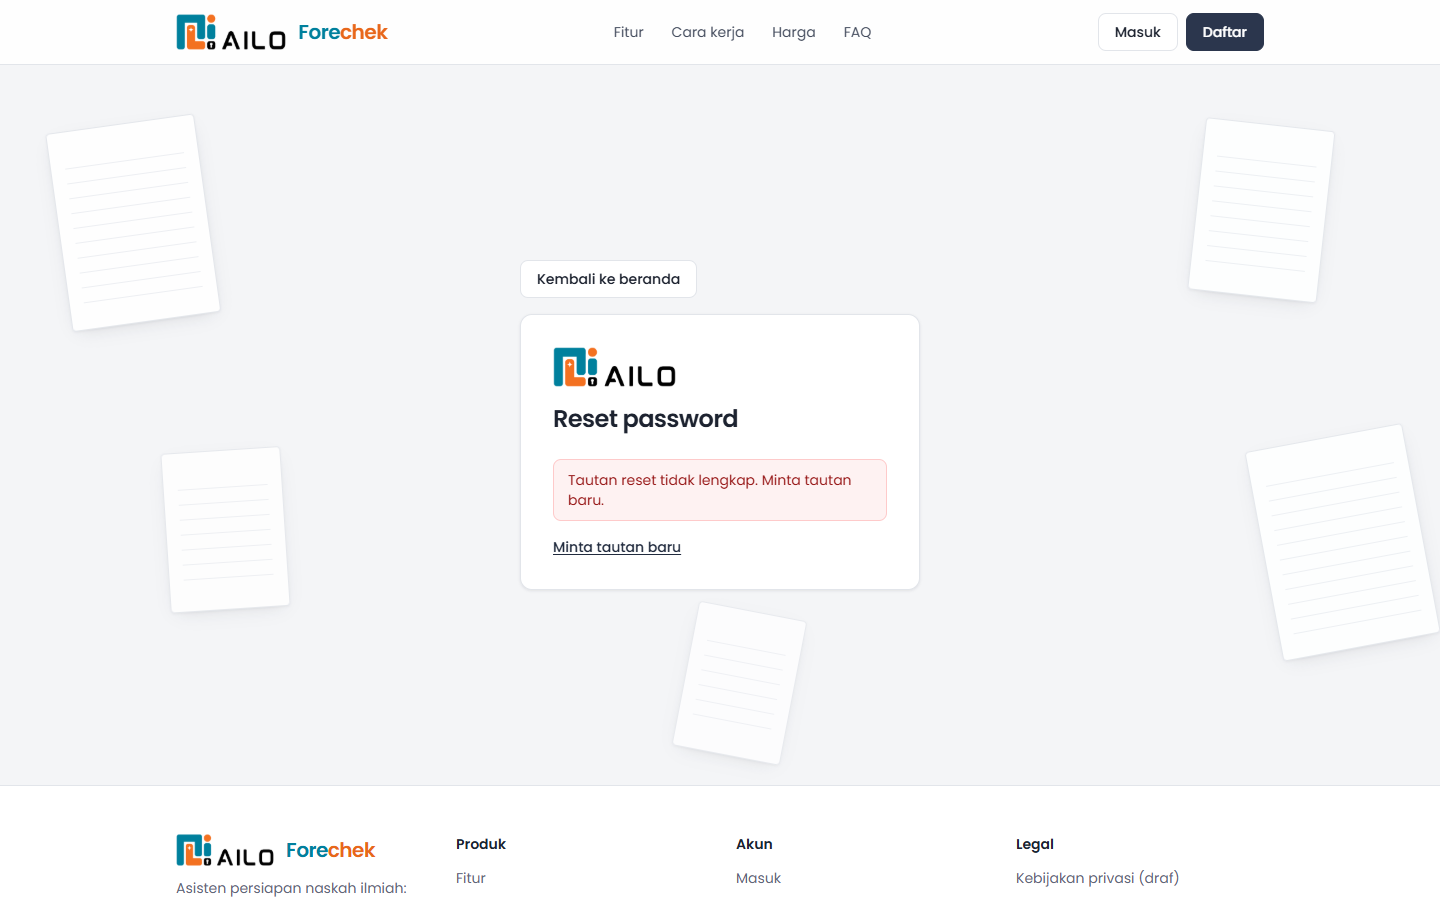 AILO Forechek
Fitur
Cara kerja
Harga
FAQ
Masuk
Daftar
Kembali ke beranda
AILO
Reset password
Tautan reset tidak lengkap. Minta tautan
baru.
Minta tautan baru
AILO Forechek
Asisten persiapan naskah ilmiah:
Produk
Fitur
Akun
Masuk
Legal
Kebijakan privasi (draf)